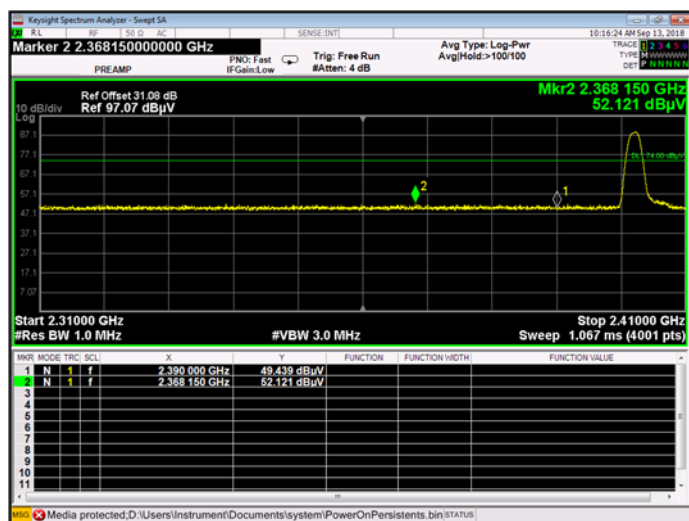 Keysight Spectrum Analyzer - Swept SA
RL RF 50 Ω AC SENSE:INT 10:16:24 AM Sep 13, 2018
Marker 2 2.368150000000 GHz
PREAMP
PNO: Fast
IFGain:Low
Trig: Free Run
#Atten: 4 dB
Avg Type: Log-Pwr
Avg|Hold:>100/100
TRACE 1 2 3 4 5 6
TYPE MWWWWW
DET P N N N N N
Mkr2 2.368 150 GHz
52.121 dBµV
Ref Offset 31.08 dB
Ref 97.07 dBµV
10 dB/div
Log
87.1
77.1
67.1
57.1
47.1
37.1
27.1
17.1
7.07
DL 74.00 dBµV
2
1
Start 2.31000 GHz Stop 2.41000 GHz
#Res BW 1.0 MHz #VBW 3.0 MHz Sweep 1.067 ms (4001 pts)
MKR MODE TRC SCL X Y FUNCTION FUNCTION WIDTH FUNCTION VALUE
1 N 1 f 2.390 000 GHz 49.439 dBµV
2 N 1 f 2.368 150 GHz 52.121 dBµV
3
4
5
6
7
8
9
10
11
MSG Media protected;D:\Users\Instrument\Documents\system\PowerOnPersistents.bin STATUS